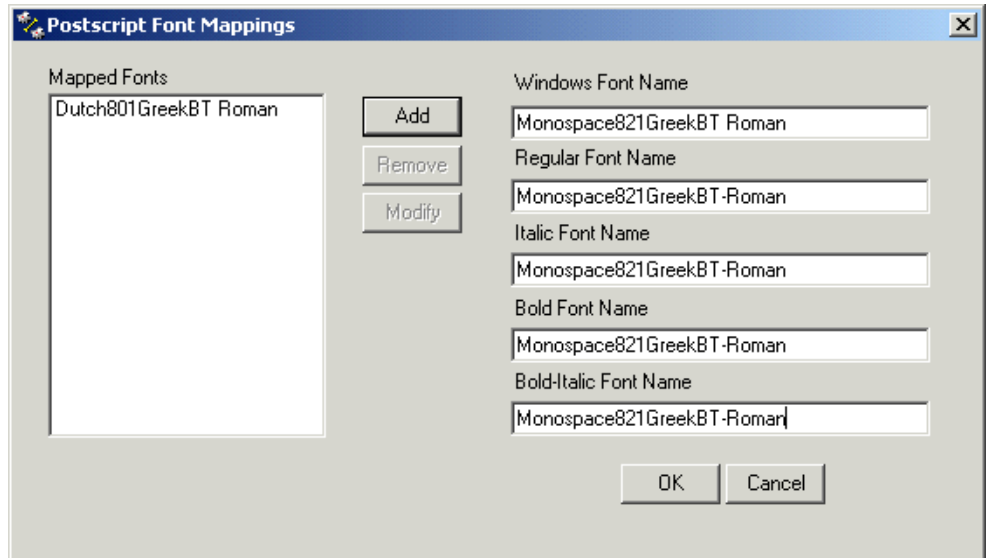 Postscript Font Mappings
Mapped Fonts
Dutch801GreekBT Roman
Add
Remove
Modify
Windows Font Name
Monospace821GreekBT Roman
Regular Font Name
Monospace821GreekBT-Roman
Italic Font Name
Monospace821GreekBT-Roman
Bold Font Name
Monospace821GreekBT-Roman
Bold-Italic Font Name
Monospace821GreekBT-Roman
OK
Cancel